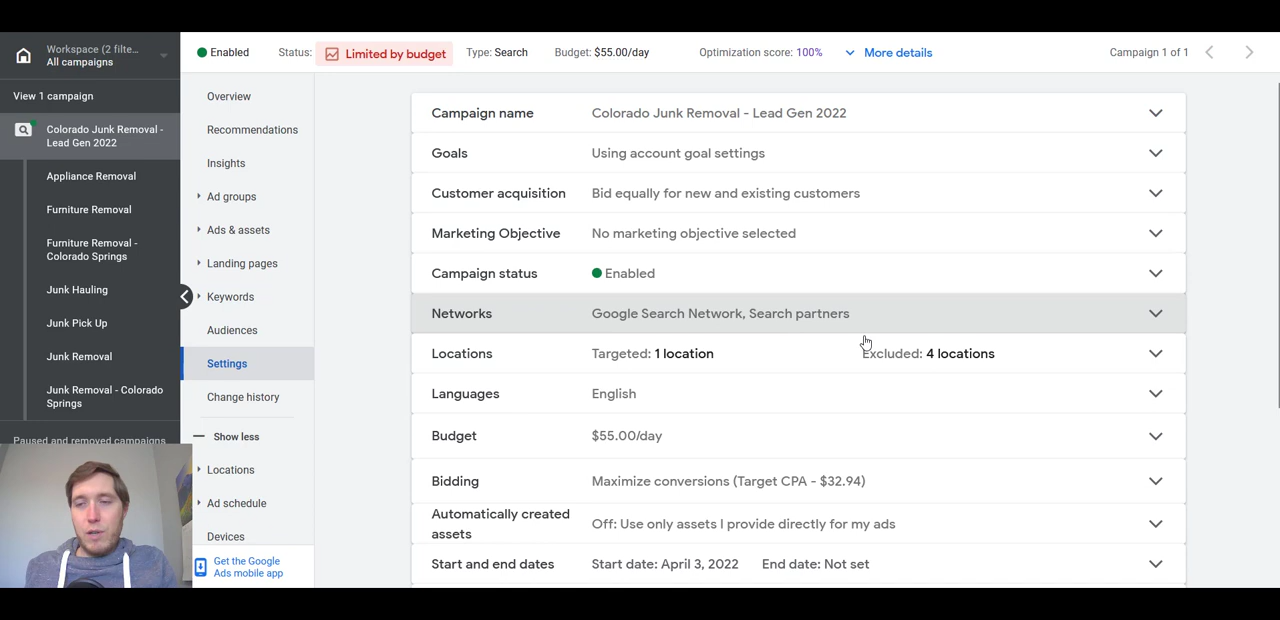 Workspace (2 filte...
All campaigns
Enabled
Status:
Limited by budget
Type: Search
Budget: $55.00/day
Optimization score: 100%
More details
Campaign 1 of 1
View 1 campaign
Colorado Junk Removal -
Lead Gen 2022
Appliance Removal
Furniture Removal
Furniture Removal -
Colorado Springs
Junk Hauling
Junk Pick Up
Junk Removal
Junk Removal - Colorado
Springs
Paused and removed campaigns
Overview
Recommendations
Insights
Ad groups
Ads & assets
Landing pages
Keywords
Audiences
Settings
Change history
Show less
Locations
Ad schedule
Devices
Get the Google
Ads mobile app
Campaign name Colorado Junk Removal - Lead Gen 2022
Goals Using account goal settings
Customer acquisition Bid equally for new and existing customers
Marketing Objective No marketing objective selected
Campaign status Enabled
Networks Google Search Network, Search partners
Locations Targeted: 1 location Excluded: 4 locations
Languages English
Budget $55.00/day
Bidding Maximize conversions (Target CPA - $32.94)
Automatically created
assets
Off: Use only assets I provide directly for my ads
Start and end dates Start date: April 3, 2022 End date: Not set